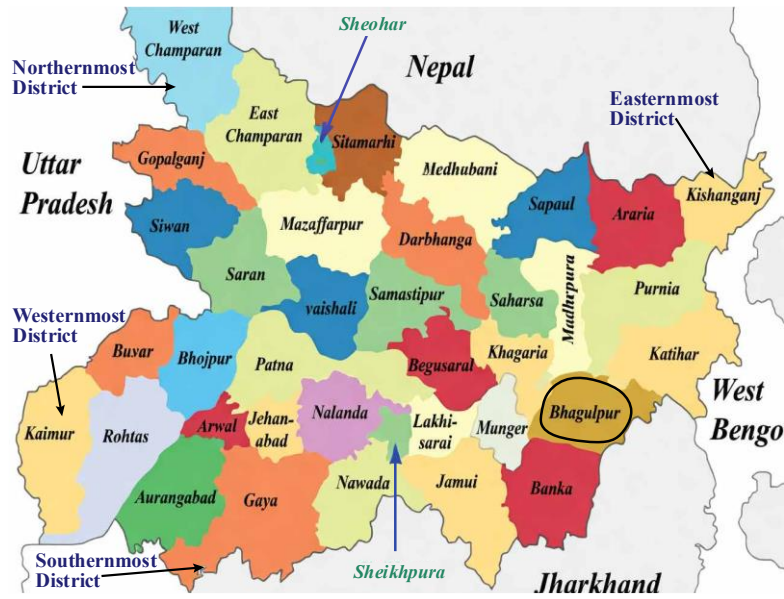 West
Champaran
Sheohar
Nepal
Northernmost
District
East
Champaran
Sitamarhi
Easternmost
District
Uttar
Pradesh
Gopalganj
Medhubani
Kishanganj
Siwan
Mazaffarpur
Sapaul
Araria
Darbhanga
Saran
Purnia
Madhepura
Saharsa
vaishali
Samastipur
Westernmost
District
Buxar
Bhojpur
Patna
Begusaral
Khagaria
Katihar
West
Bengo
Kaimur
Rohtas
Arwal
Jehan-
abad
Nalanda
Lakhi-
sarai
Munger
Bhagulpur
Aurangabad
Gaya
Nawada
Jamui
Banka
Southernmost
District
Sheikhpura
Jharkhand